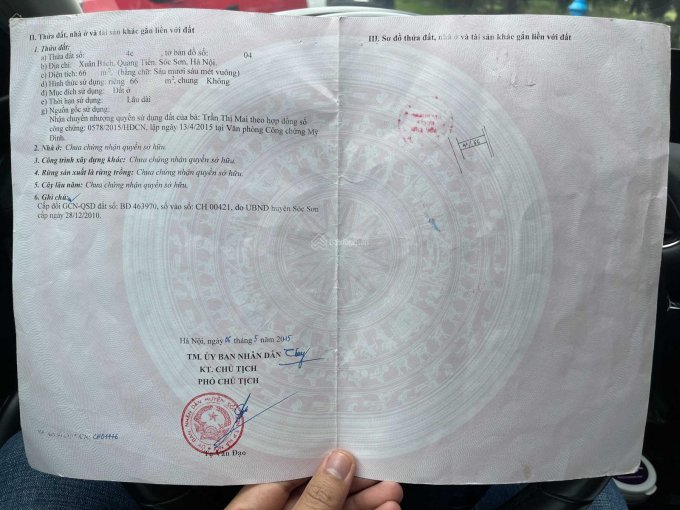 II. Thửa đất, nhà ở và tài sản khác gắn liền với đất
1. Thửa đất:
a) Thửa đất số: 4c , tờ bản đồ số: 04
b) Địa chỉ: Xuân Bách, Quang Tiến, Sóc Sơn, Hà Nội.
c) Diện tích: 66 m², (bằng chữ: Sáu mươi sáu mét vuông)
d) Hình thức sử dụng: riêng 66 m², chung Không
đ) Mục đích sử dụng: Đất ở
e) Thời hạn sử dụng: Lâu dài
g) Nguồn gốc sử dụng:
Nhận chuyển nhượng quyền sử dụng đất của bà: Trần Thị Mai theo hợp đồng số
công chứng: 0578/2015/HĐCN, lập ngày 13/4/2015 tại Văn phòng Công chứng Mỹ
Đình.
2. Nhà ở: Chưa chứng nhận quyền sở hữu.
3. Công trình xây dựng khác: Chưa chứng nhận quyền sở hữu.
4. Rừng sản xuất là rừng trồng: Chưa chứng nhận quyền sở hữu.
5. Cây lâu năm: Chưa chứng nhận quyền sở hữu.
6. Ghi chú:
Cấp đổi GCN-QSD đất số: BĐ 463970, số vào sổ: CH 00421, do UBND huyện Sóc Sơn
cấp ngày 28/12/2010.
Hà Nội, ngày 06 tháng 5 năm 2015
TM. ỦY BAN NHÂN DÂN
KT. CHỦ TỊCH
PHÓ CHỦ TỊCH
Tạ Văn Đạo
III. Sơ đồ thửa đất, nhà ở và tài sản khác gắn liền với đất